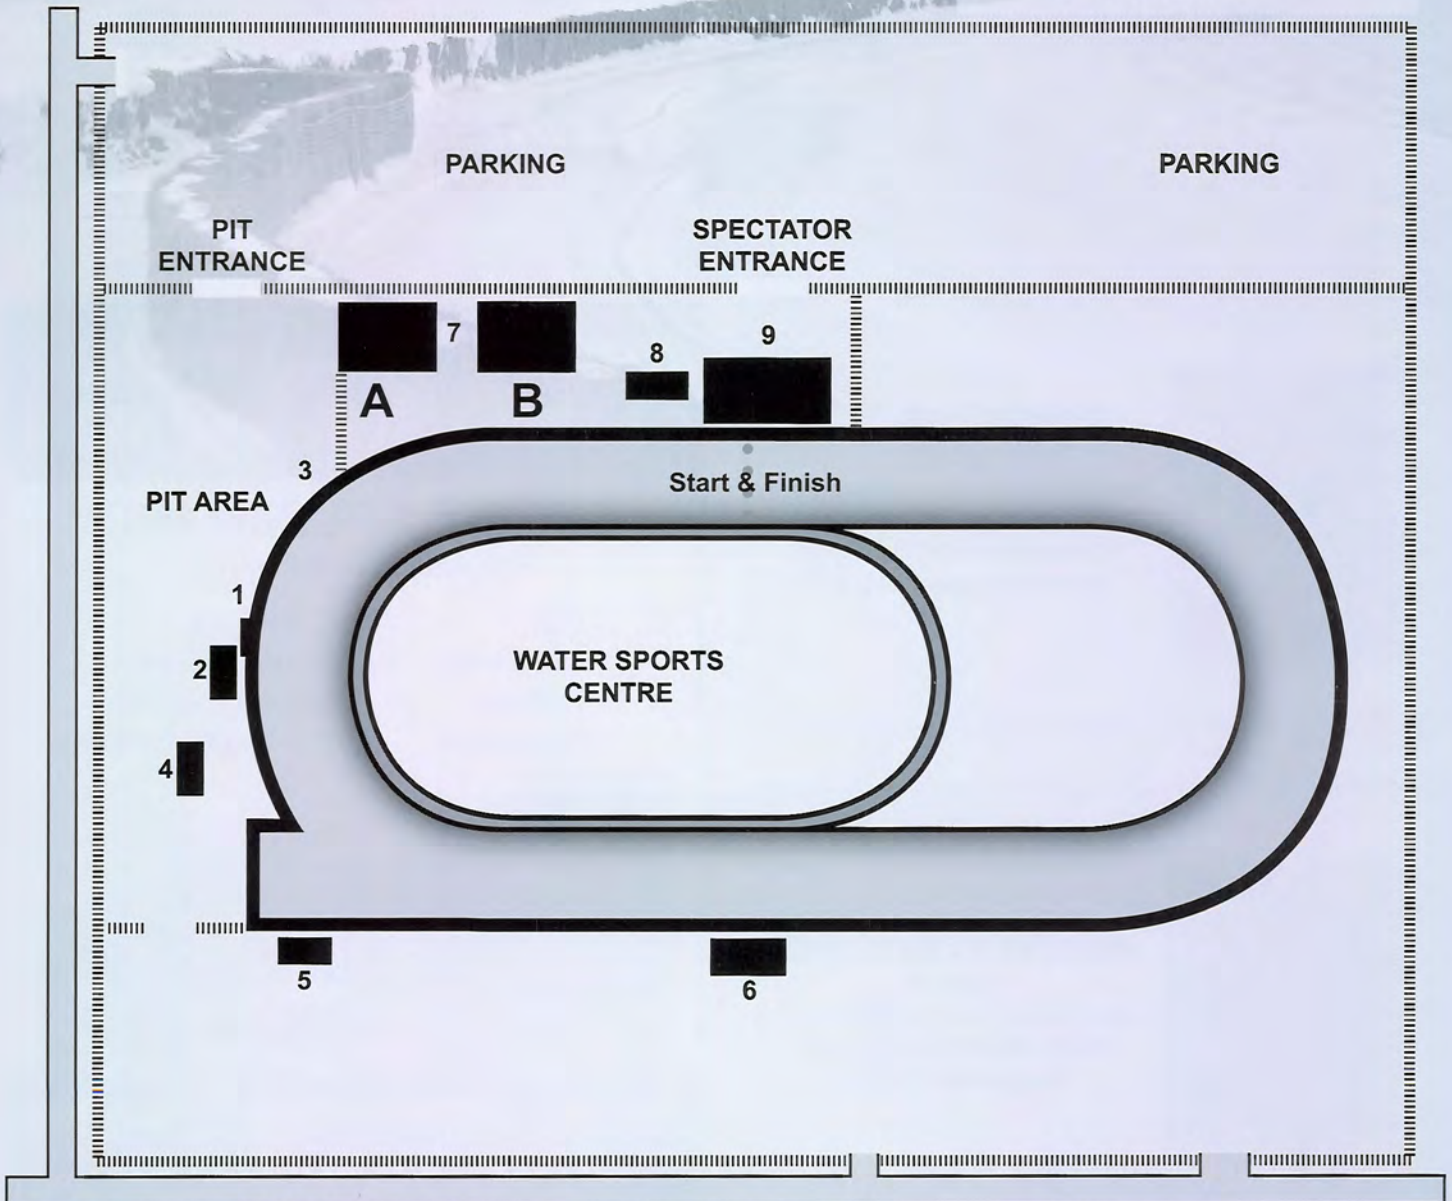 PARKING
PARKING
PIT
ENTRANCE
SPECTATOR
ENTRANCE
7
9
8
A
B
3
Start & Finish
PIT AREA
1
2
WATER SPORTS
CENTRE
4
5
6